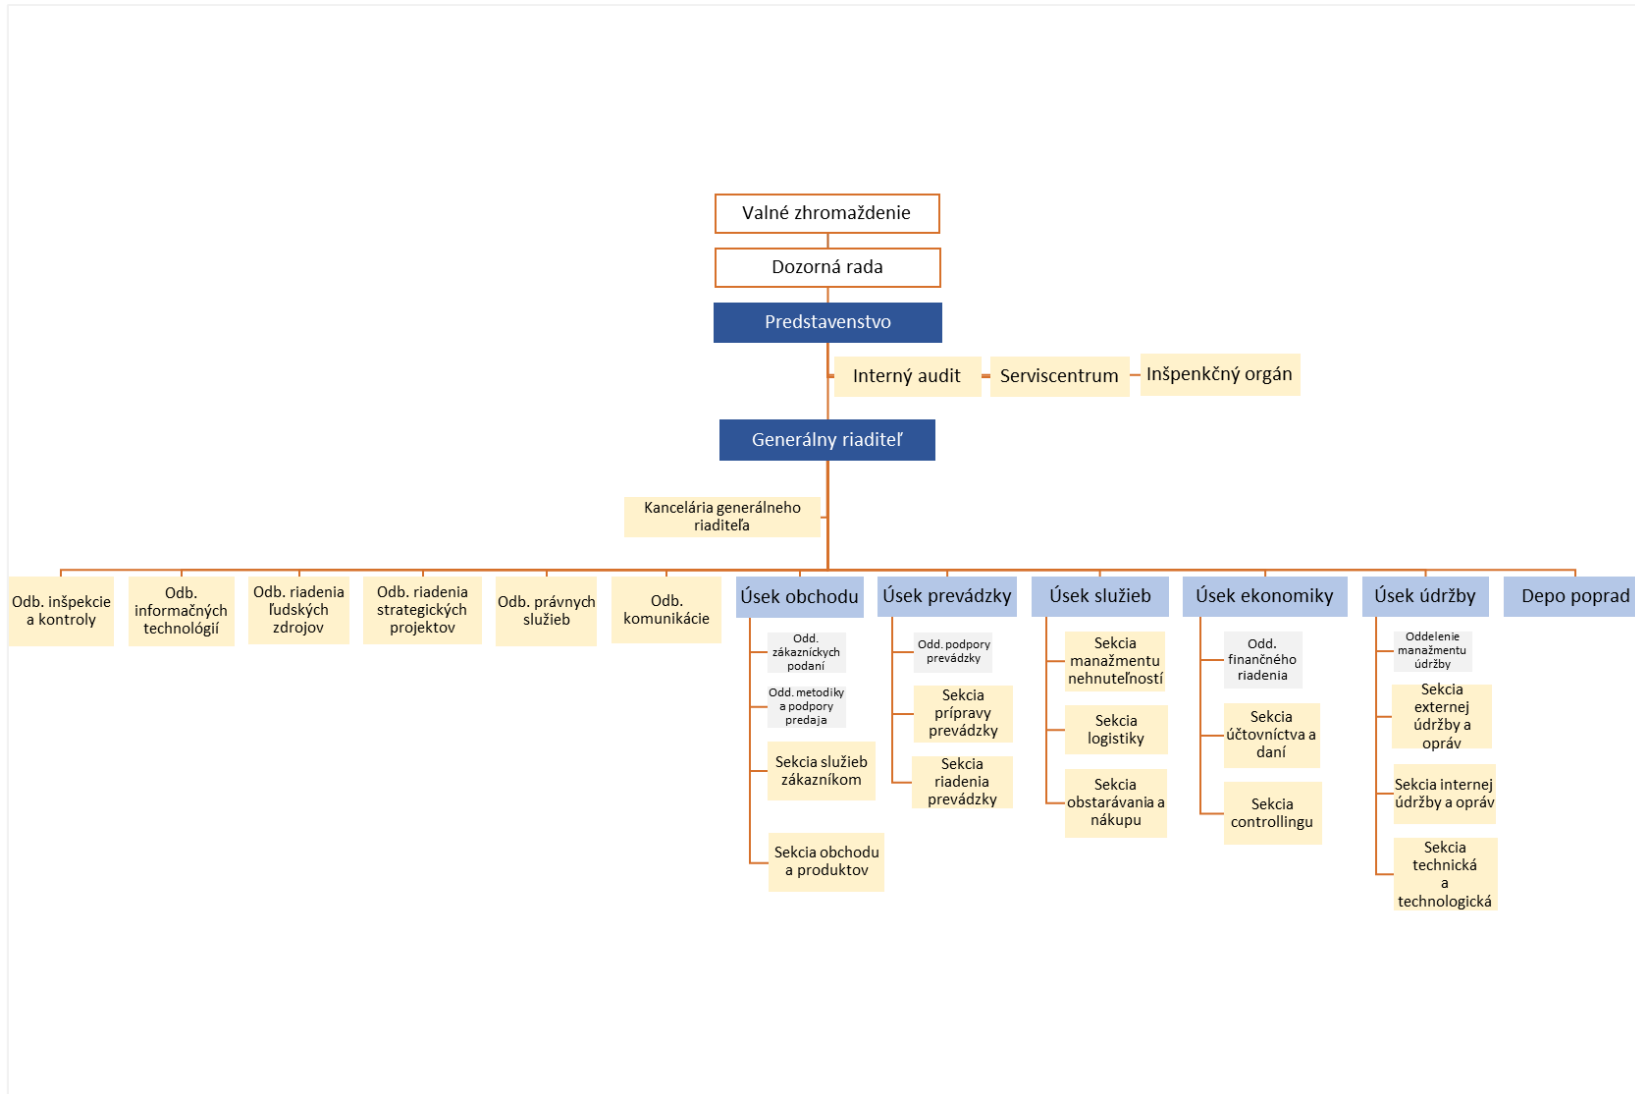 Valné zhromaždenie
Dozorná rada
Predstavenstvo
Interný audit
Serviscentrum
Inšpenkčný orgán
Generálny riaditeľ
Kancelária generálneho
riaditeľa
Odb. inšpekcie
a kontroly
Odb.
informačných
technológií
Odb. riadenia
ľudských
zdrojov
Odb. riadenia
strategických
projektov
Odb. právnych
služieb
Odb.
komunikácie
Úsek obchodu
Úsek prevádzky
Úsek služieb
Úsek ekonomiky
Úsek údržby
Depo poprad
Odd.
zákazníckych
podaní
Odd. metodiky
a podpory
predaja
Sekcia služieb
zákazníkom
Sekcia obchodu
a produktov
Odd. podpory
prevádzky
Sekcia
prípravy
prevádzky
Sekcia
riadenia
prevádzky
Sekcia
manažmentu
nehnuteľností
Sekcia
logistiky
Sekcia
obstarávania a
nákupu
Odd.
finančného
riadenia
Sekcia
účtovníctva a
daní
Sekcia
controllingu
Oddelenie
manažmentu
údržby
Sekcia
externej
údržby a
opráv
Sekcia internej
údržby a opráv
Sekcia
technická
a
technologická